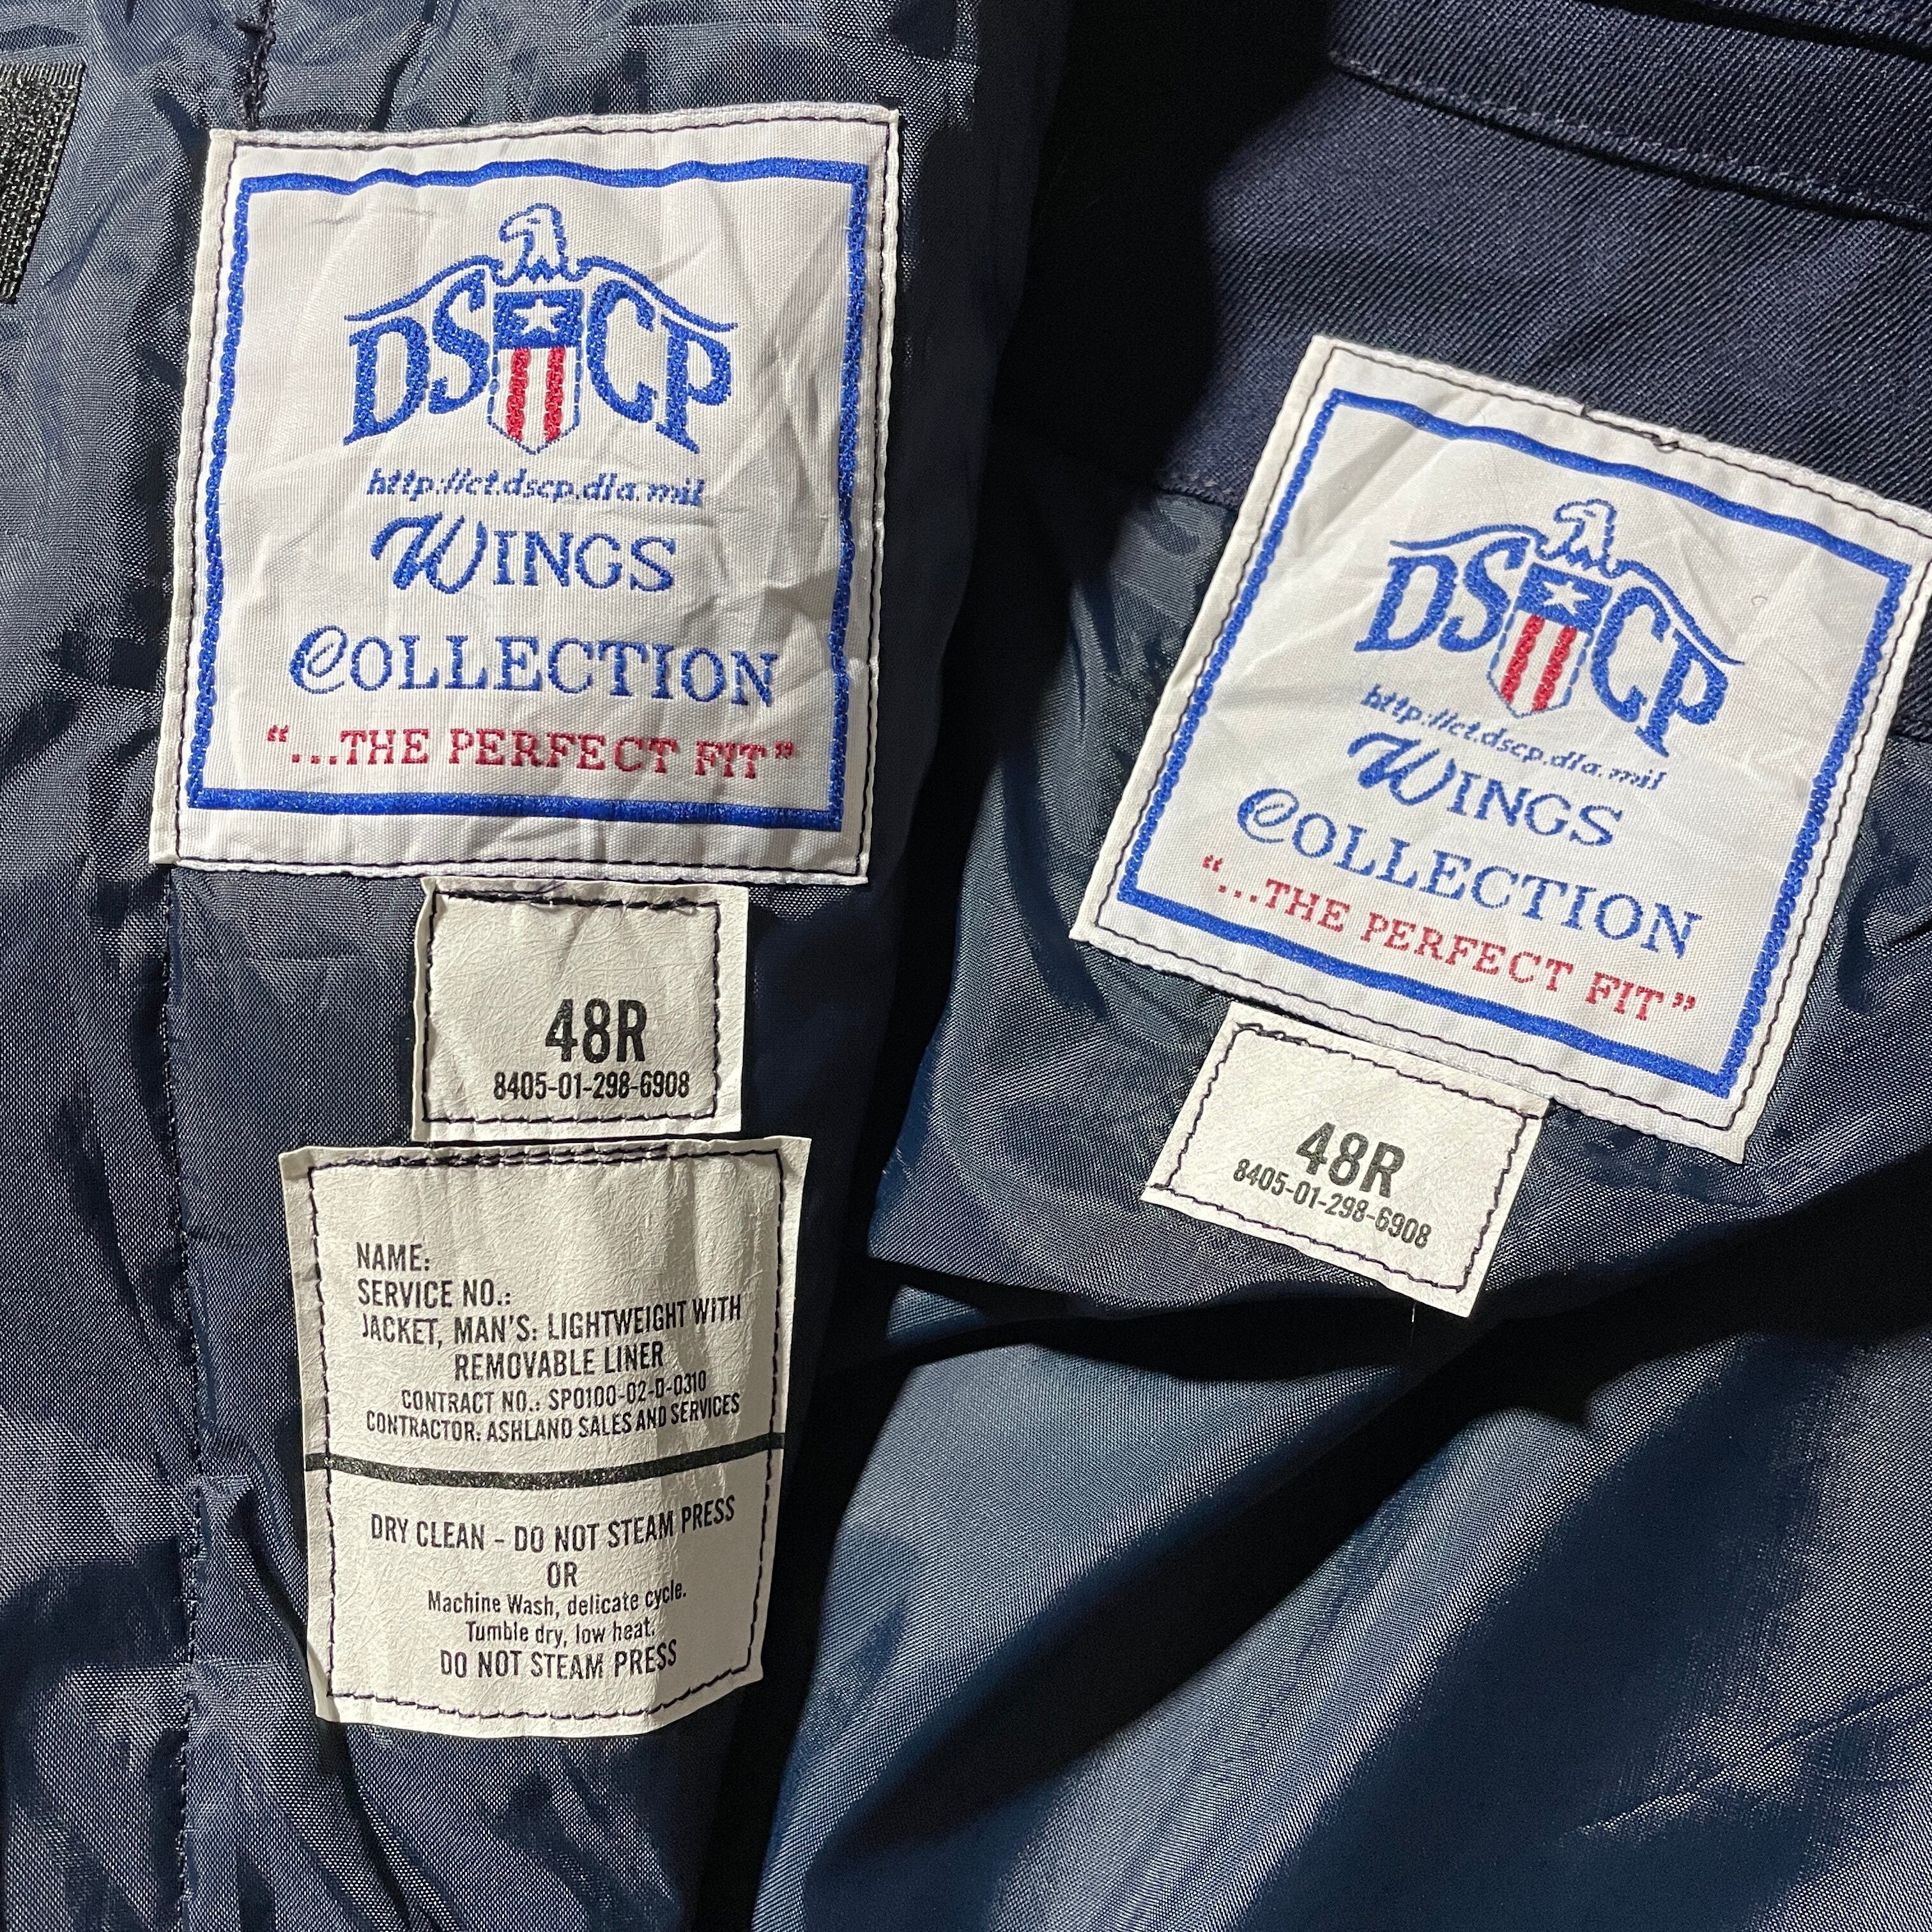 DSCP
http://ct.dscp.dla.mil
WINGS
COLLECTION
“...THE PERFECT FIT”
48R
8405-01-298-6908
NAME:
SERVICE NO.:
JACKET, MAN'S: LIGHTWEIGHT WITH
REMOVABLE LINER
CONTRACT NO.: SP0100-02-D-0310
CONTRACTOR: ASHLAND SALES AND SERVICES
DRY CLEAN - DO NOT STEAM PRESS
OR
Machine Wash, delicate cycle.
Tumble dry, low heat.
DO NOT STEAM PRESS
DSCP
http://ct.dscp.dla.mil
WINGS
COLLECTION
“...THE PERFECT FIT”
48R
8405-01-298-6908